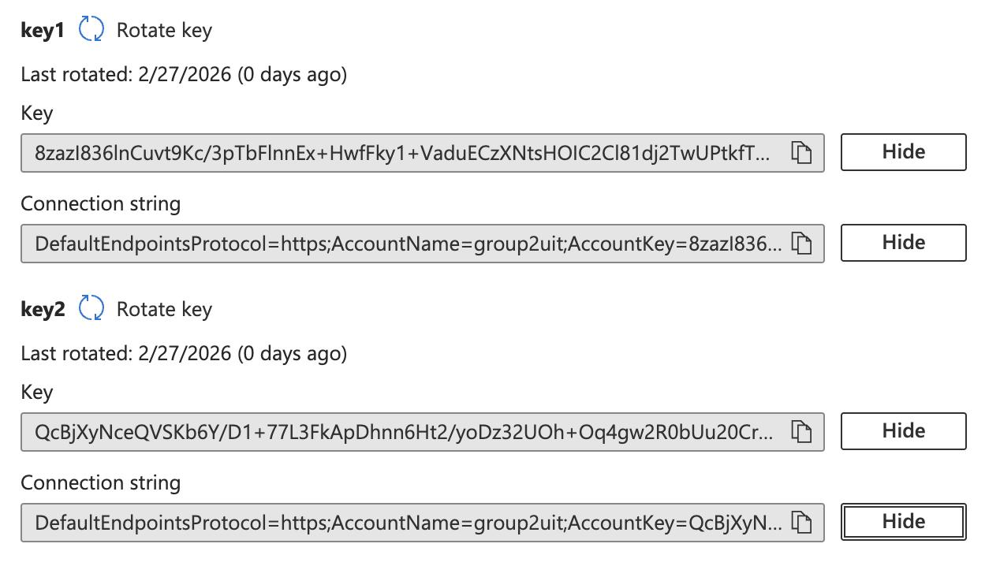 key1 Rotate key
Last rotated: 2/27/2026 (0 days ago)
Key
8zazI836lnCuvt9Kc/3pTbFlnnEx+HwfFky1+VaduECzXNtsHOIC2Cl81dj2TwUPtkfT...
Hide
Connection string
DefaultEndpointsProtocol=https;AccountName=group2uit;AccountKey=8zazI836...
Hide
key2 Rotate key
Last rotated: 2/27/2026 (0 days ago)
Key
QcBjXyNceQVSKb6Y/D1+77L3FkApDhnn6Ht2/yoDz32UOh+Oq4gw2R0bUu20Cr...
Hide
Connection string
DefaultEndpointsProtocol=https;AccountName=group2uit;AccountKey=QcBjXyN...
Hide